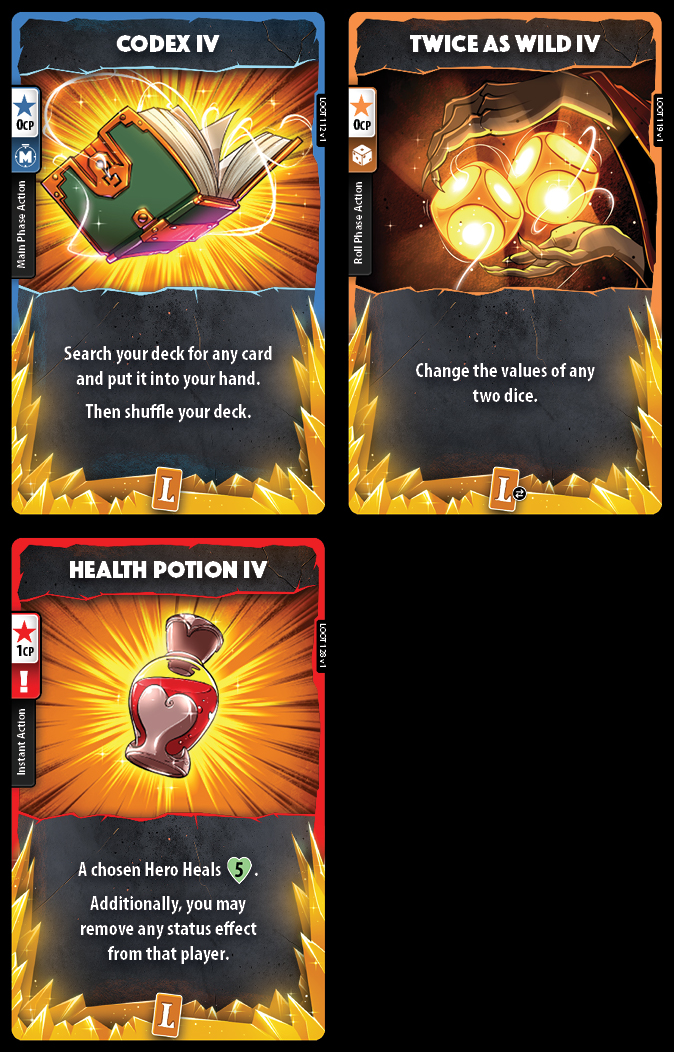 CODEX IV
0CP
M
Main Phase Action
LOOT 112 v1
Search your deck for any card
and put it into your hand.
Then shuffle your deck.
L
TWICE AS WILD IV
0CP
Roll Phase Action
LOOT 119 v1
Change the values of any
two dice.
L
HEALTH POTION IV
1CP
!
Instant Action
LOOT 128 v1
A chosen Hero Heals 5.
Additionally, you may
remove any status effect
from that player.
L